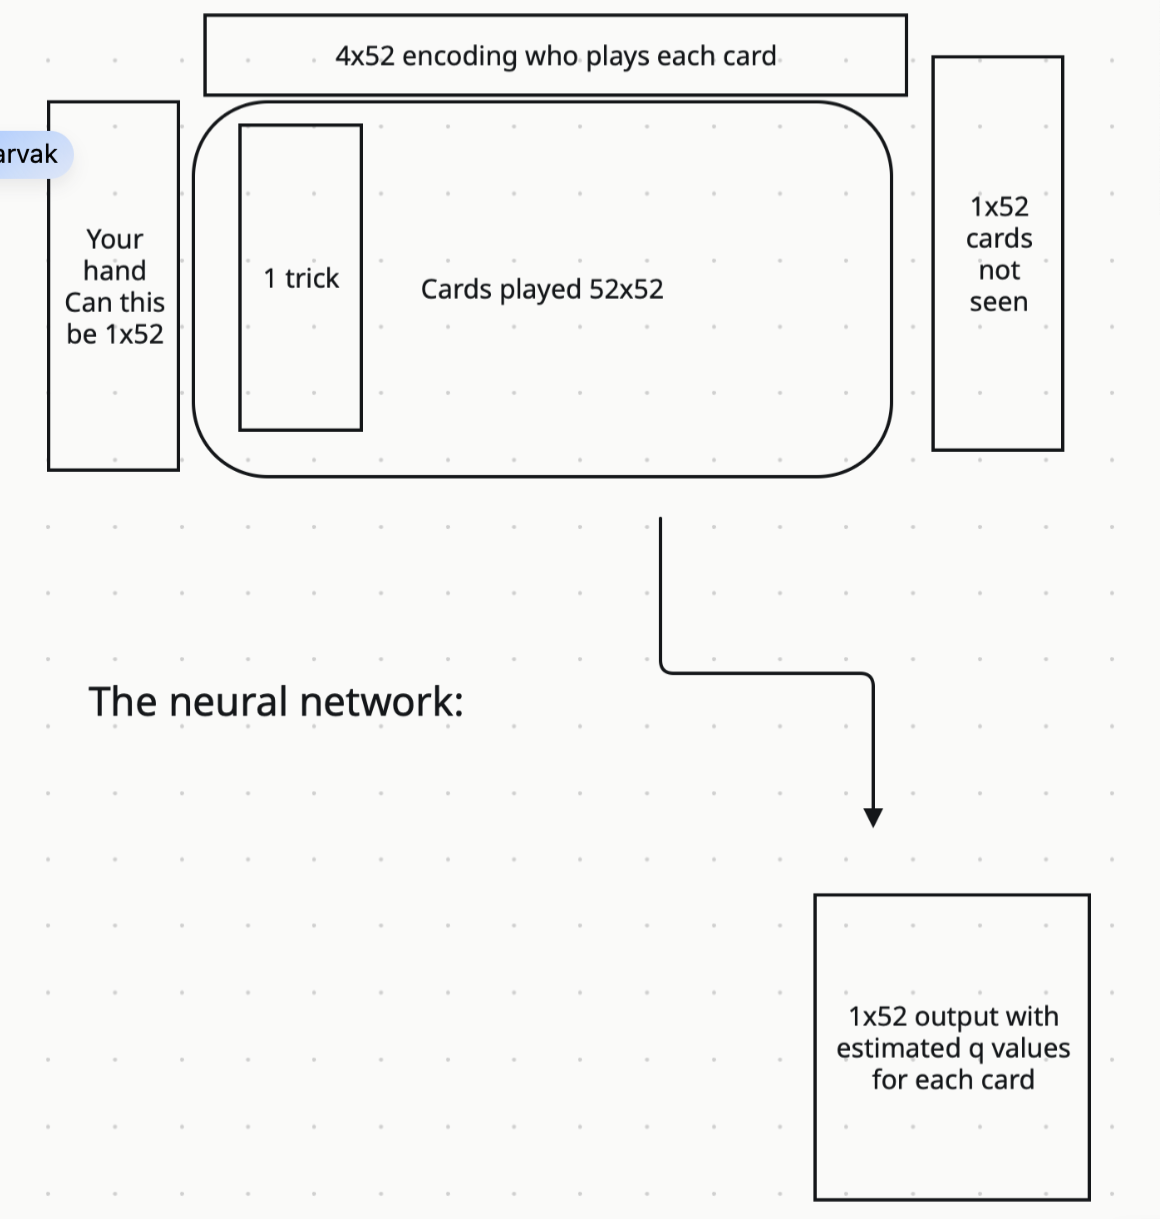 4x52 encoding who plays each card
arvak
Your
hand
Can this
be 1x52
1 trick
Cards played 52x52
1x52
cards
not
seen
The neural network:
1x52 output with
estimated q values
for each card